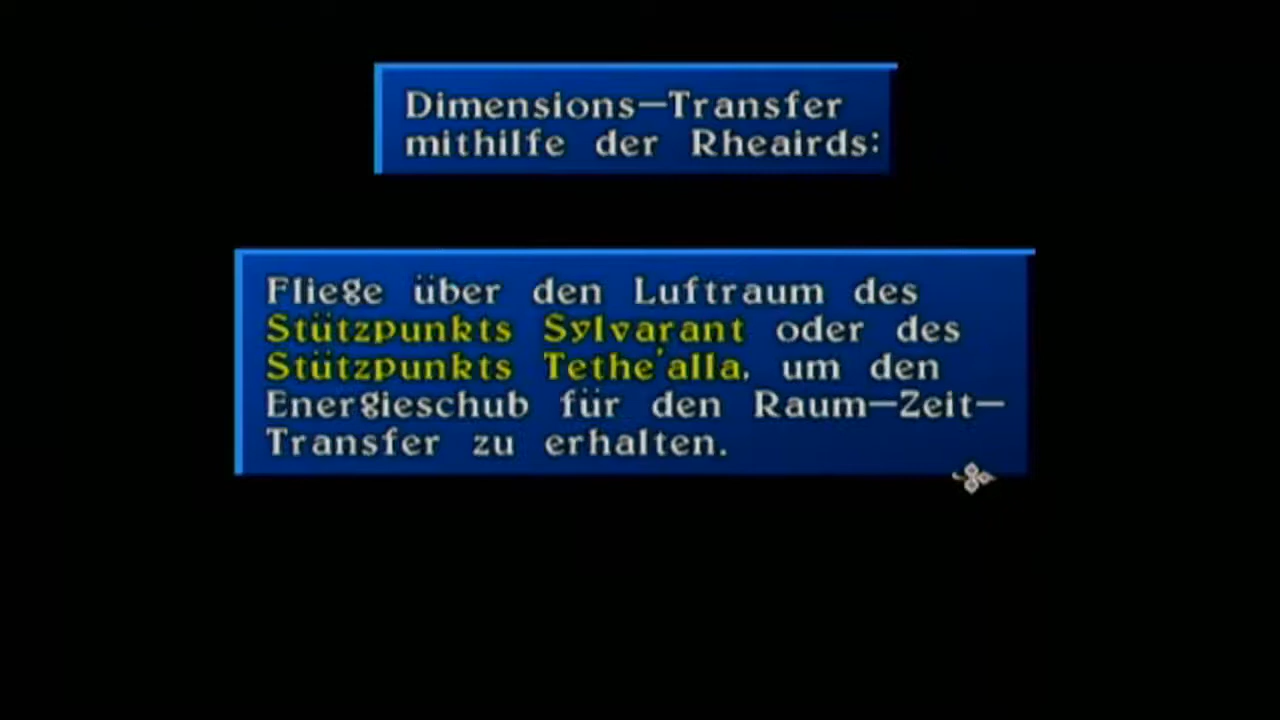 Dimensions-Transfer
mithilfe der Rheairds:
Fliege über den Luftraum des
Stützpunkts Sylvarant oder des
Stützpunkts Tethe'alla, um den
Energieschub für den Raum-Zeit-
Transfer zu erhalten.